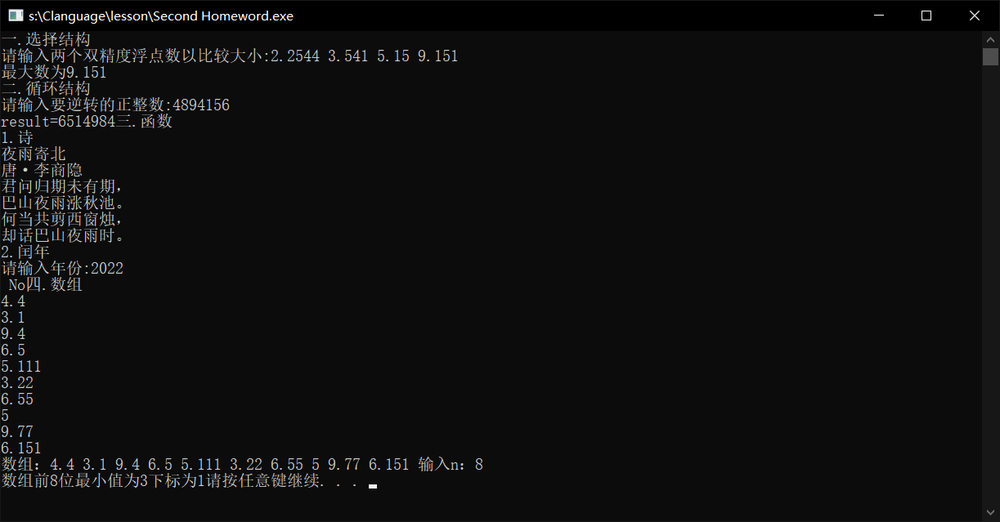 s:\Clanguage\lesson\Second Homeword.exe
一.选择结构
请输入两个双精度浮点数以比较大小:2.2544 3.541 5.15 9.151
最大数为9.151
二.循环结构
请输入要逆转的正整数:4894156
result=6514984三.函数
1.诗
夜雨寄北
唐·李商隐
君问归期未有期，
巴山夜雨涨秋池。
何当共剪西窗烛，
却话巴山夜雨时。
2.闰年
请输入年份:2022
 No四.数组
4.4
3.1
9.4
6.5
5.111
3.22
6.55
5
9.77
6.151
数组：4.4 3.1 9.4 6.5 5.111 3.22 6.55 5 9.77 6.151 输入n：8
数组前8位最小值为3下标为1请按任意键继续. . .